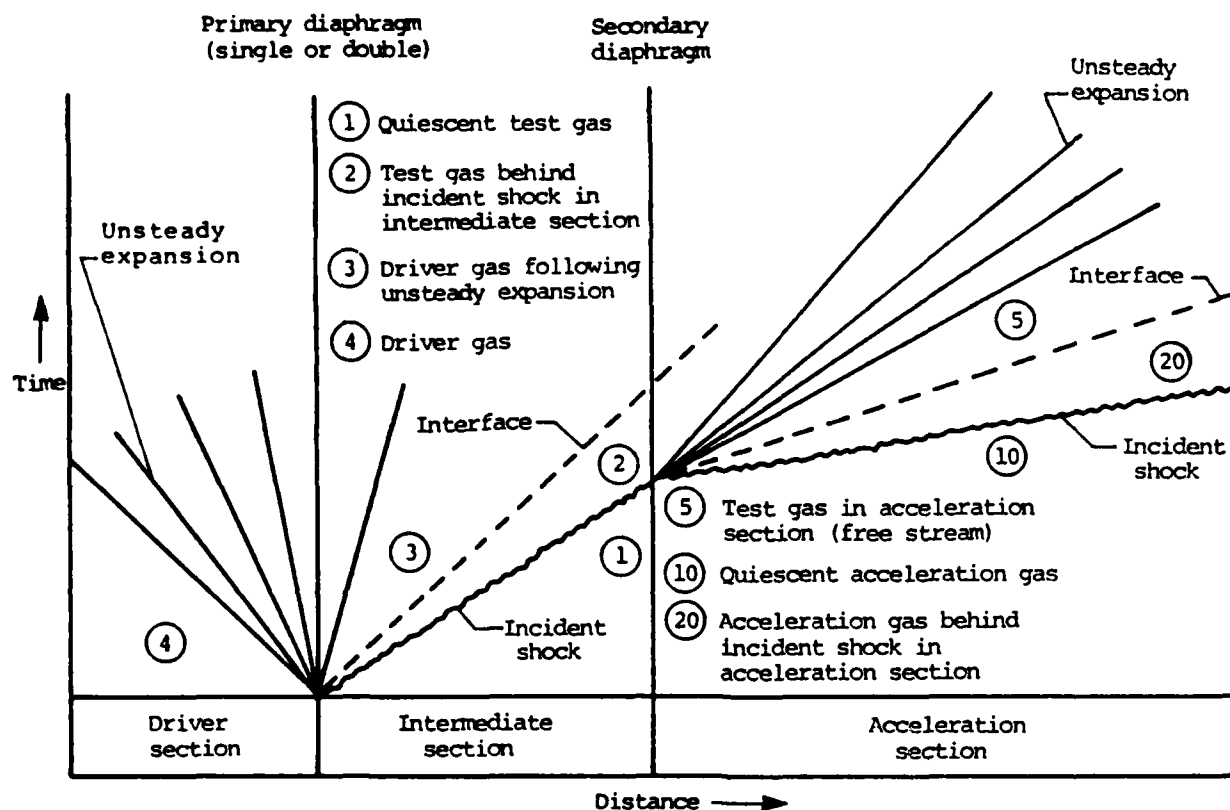 Primary diaphragm
(single or double)
Secondary
diaphragm
Unsteady
expansion
1 Quiescent test gas
2 Test gas behind
incident shock in
intermediate section
3 Driver gas following
unsteady expansion
4 Driver gas
Unsteady
expansion
Time
Interface
Interface
5
20
10
Incident
shock
2
3
1
4
Incident
shock
5 Test gas in acceleration
section (free stream)
10 Quiescent acceleration gas
20 Acceleration gas behind
incident shock in
acceleration section
Driver
section
Intermediate
section
Acceleration
section
Distance